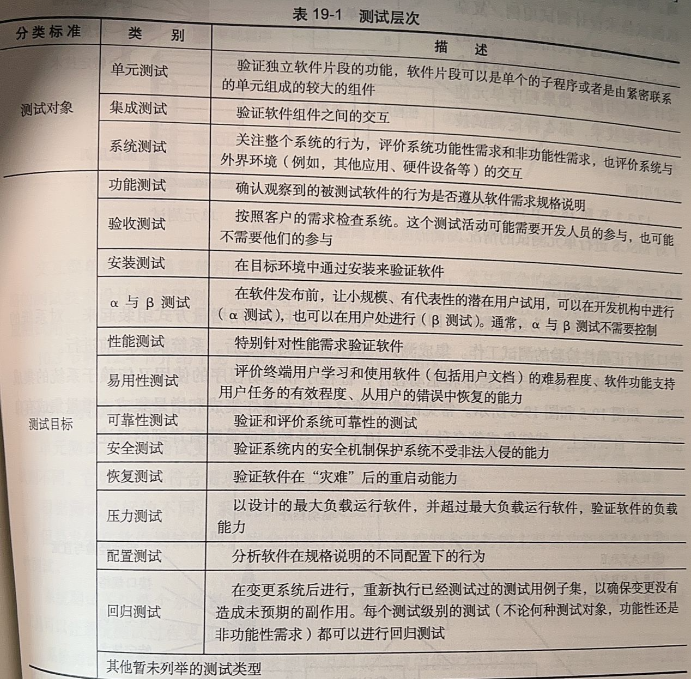 表 19-1 测试层次
分类标准 类 别 描 述
测试对象
单元测试 验证独立软件片段的功能，软件片段可以是单个的子程序或者是由紧密联系
的单元组成的较大的组件
集成测试 验证软件组件之间的交互
系统测试 关注整个系统的行为，评价系统功能性需求和非功能性需求，也评价系统与
外界环境（例如，其他应用、硬件设备等）的交互
测试目标
功能测试 确认观察到的被测试软件的行为是否遵从软件需求规格说明
验收测试 按照客户的需求检查系统。这个测试活动可能需要开发人员的参与，也可能
不需要他们的参与
安装测试 在目标环境中通过安装来验证软件
α 与 β 测试 在软件发布前，让小规模、有代表性的潜在用户试用，可以在开发机构中进行
（α 测试），也可以在用户处进行（β 测试）。通常，α 与 β 测试不需要控制
性能测试 特别针对性能需求验证软件
易用性测试 评价终端用户学习和使用软件（包括用户文档）的难易程度、软件功能支持
用户任务的有效程度、从用户的错误中恢复的能力
可靠性测试 验证和评价系统可靠性的测试
安全测试 验证系统内的安全机制保护系统不受非法入侵的能力
恢复测试 验证软件在“灾难”后的重启动能力
压力测试 以设计的最大负载运行软件，并超过最大负载运行软件，验证软件的负载
能力
配置测试 分析软件在规格说明的不同配置下的行为
回归测试 在变更系统后进行，重新执行已经测试过的测试用例子集，以确保变更没有
造成未预期的副作用。每个测试级别的测试（不论何种测试对象，功能性还是
非功能性需求）都可以进行回归测试
其他暂未列举的测试类型